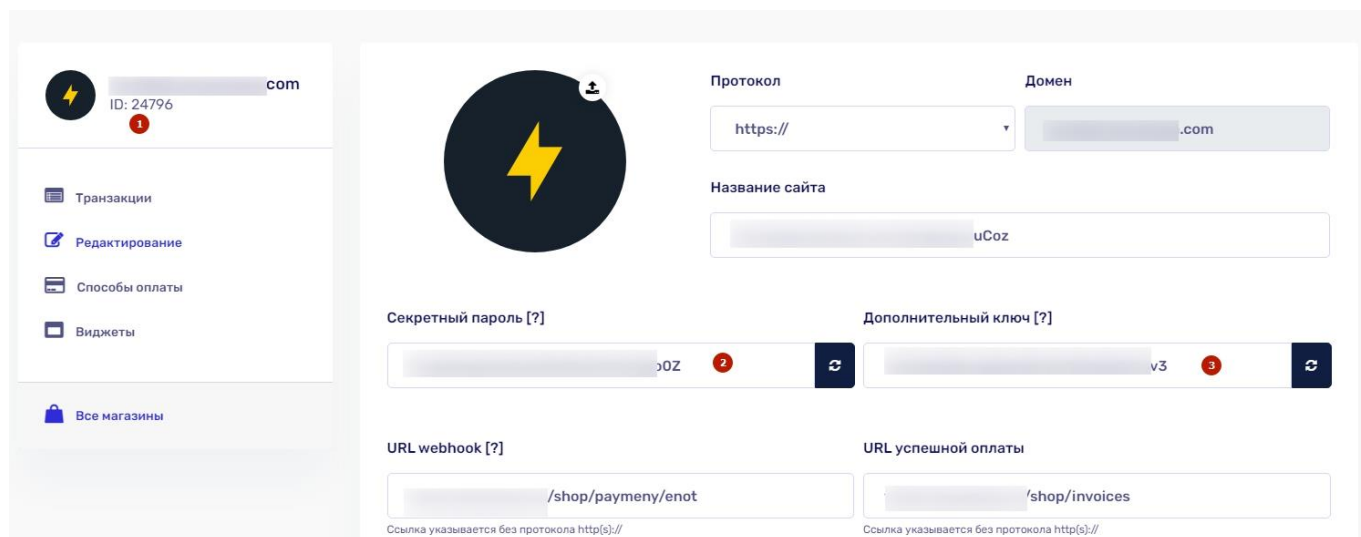 com
ID: 24796
1
Транзакции
Редактирование
Способы оплаты
Виджеты
Все магазины
Протокол
Домен
https://
.com
Название сайта
uCoz
Секретный пароль [?]
Дополнительный ключ [?]
2
v3
3
URL webhook [?]
URL успешной оплаты
/shop/paymeny/enot
/shop/invoices
Ссылка указывается без протокола http(s)://
Ссылка указывается без протокола http(s)://